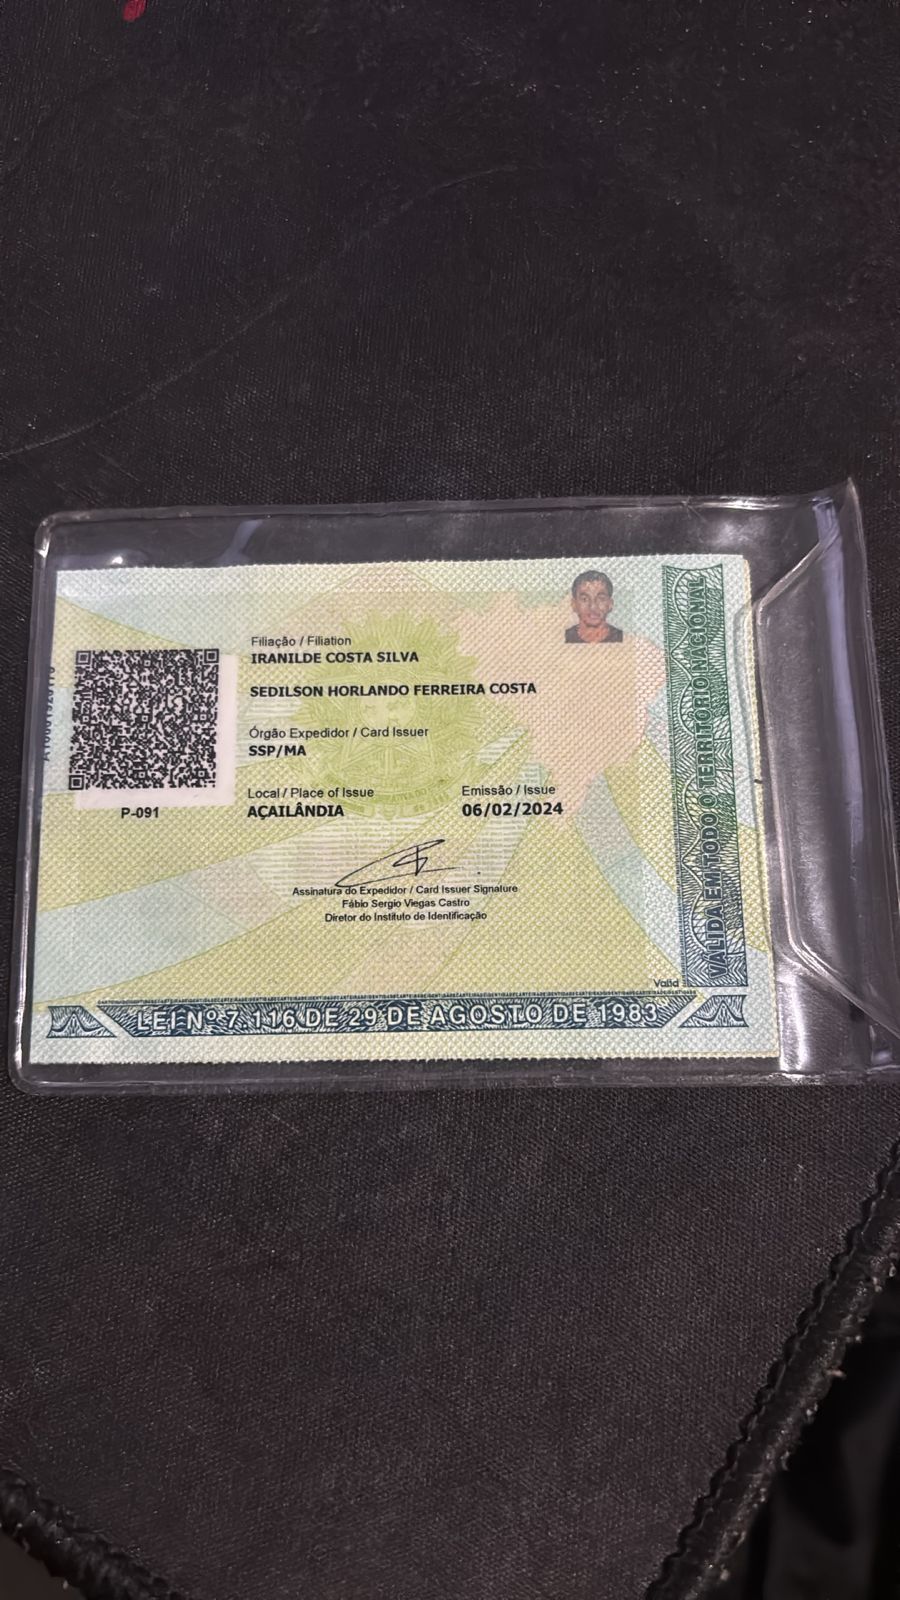 Filiação / Filiation
IRANILDE COSTA SILVA
SEDILSON HORLANDO FERREIRA COSTA
Órgão Expedidor / Card Issuer
SSP/MA
Local / Place of Issue
AÇAILÂNDIA
Emissão / Issue
06/02/2024
P-091
Assinatura do Expedidor / Card Issuer Signature
Fábio Sergio Viegas Castro
Diretor do Instituto de Identificação
VÁLIDA EM TODO O TERRITÓRIO NACIONAL
Valid
LEI Nº 7.116 DE 29 DE AGOSTO DE 1983